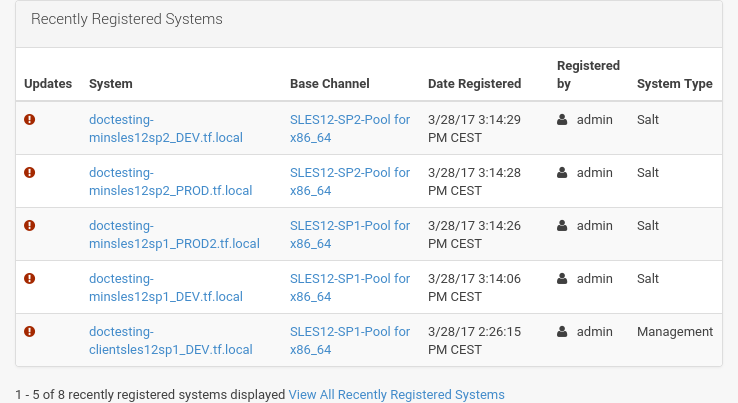 Recently Registered Systems
Updates System Base Channel Date Registered Registered by System Type
doctesting- SLES12-SP2-Pool for 3/28/17 3:14:29 admin Salt
minsles12sp2_DEV.tf.local x86_64 PM CEST
doctesting- SLES12-SP2-Pool for 3/28/17 3:14:28 admin Salt
minsles12sp2_PROD.tf.local x86_64 PM CEST
doctesting- SLES12-SP1-Pool for 3/28/17 3:14:26 admin Salt
minsles12sp1_PROD2.tf.local x86_64 PM CEST
doctesting- SLES12-SP1-Pool for 3/28/17 3:14:06 admin Salt
minsles12sp1_DEV.tf.local x86_64 PM CEST
doctesting- SLES12-SP1-Pool for 3/28/17 2:26:15 admin Management
clientsles12sp1_DEV.tf.local x86_64 PM CEST
1 - 5 of 8 recently registered systems displayed View All Recently Registered Systems